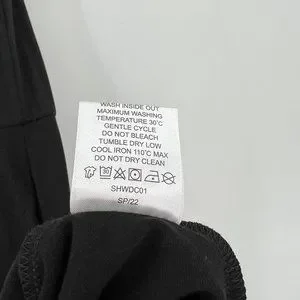 WASH INSIDE OUT
MAXIMUM WASHING
TEMPERATURE 30°C
GENTLE CYCLE
DO NOT BLEACH
TUMBLE DRY LOW
COOL IRON 110°C MAX
DO NOT DRY CLEAN
30
SHWDC01
SP/22